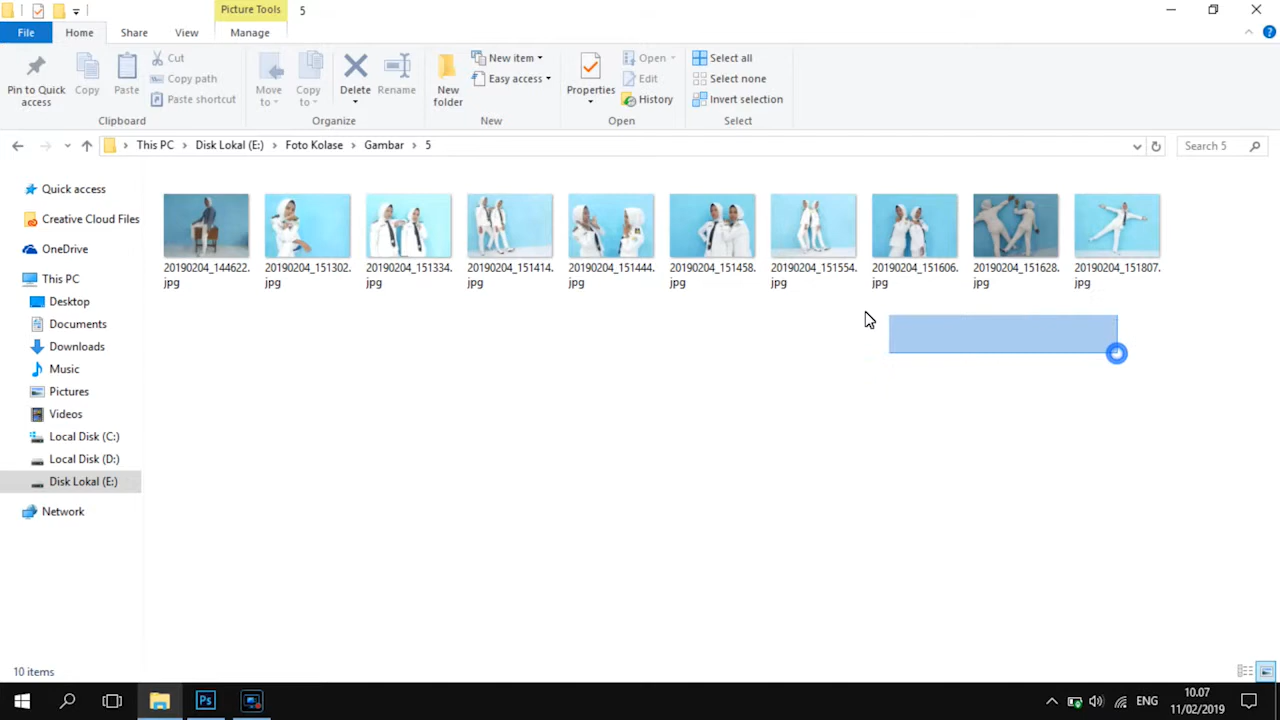 Picture Tools 5
File Home Share View Manage
Pin to Quick access
Copy
Paste
Cut
Copy path
Paste shortcut
Clipboard
Move to
Copy to
Delete
Rename
Organize
New folder
New item
Easy access
New
Properties
Open
Edit
History
Open
Select all
Select none
Invert selection
Select
This PC Disk Lokal (E:) Foto Kolase Gambar 5
Search 5
Quick access
Creative Cloud Files
OneDrive
This PC
Desktop
Documents
Downloads
Music
Pictures
Videos
Local Disk (C:)
Local Disk (D:)
Disk Lokal (E:)
Network
20190204_144622.jpg
20190204_151302.jpg
20190204_151334.jpg
20190204_151414.jpg
20190204_151444.jpg
20190204_151458.jpg
20190204_151554.jpg
20190204_151606.jpg
20190204_151628.jpg
20190204_151807.jpg
10 items
Ps
ENG
10.07
11/02/2019